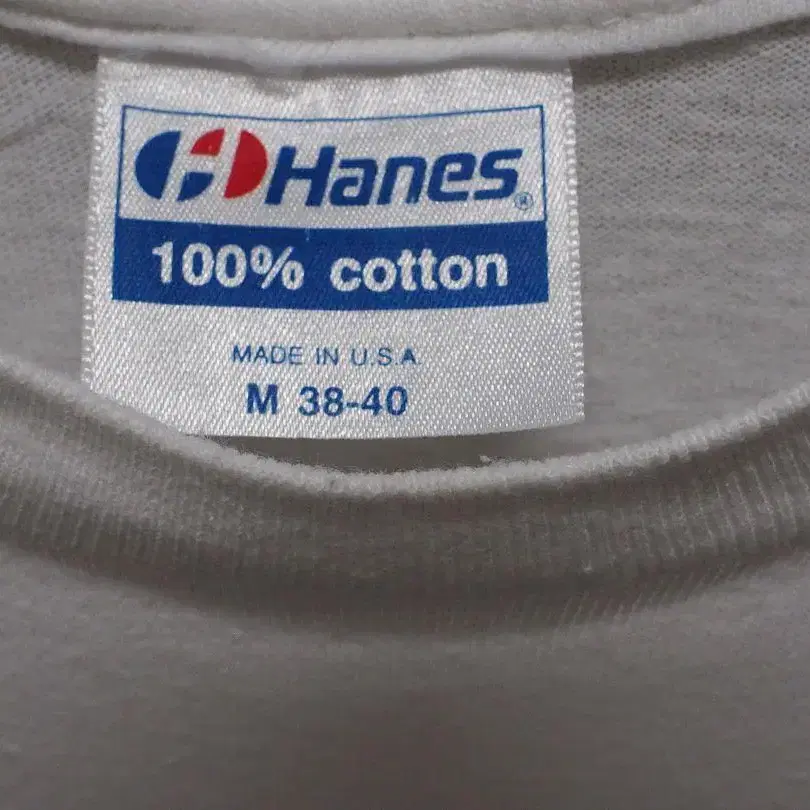 Hanes®
100% cotton
MADE IN U.S.A.
M 38-40